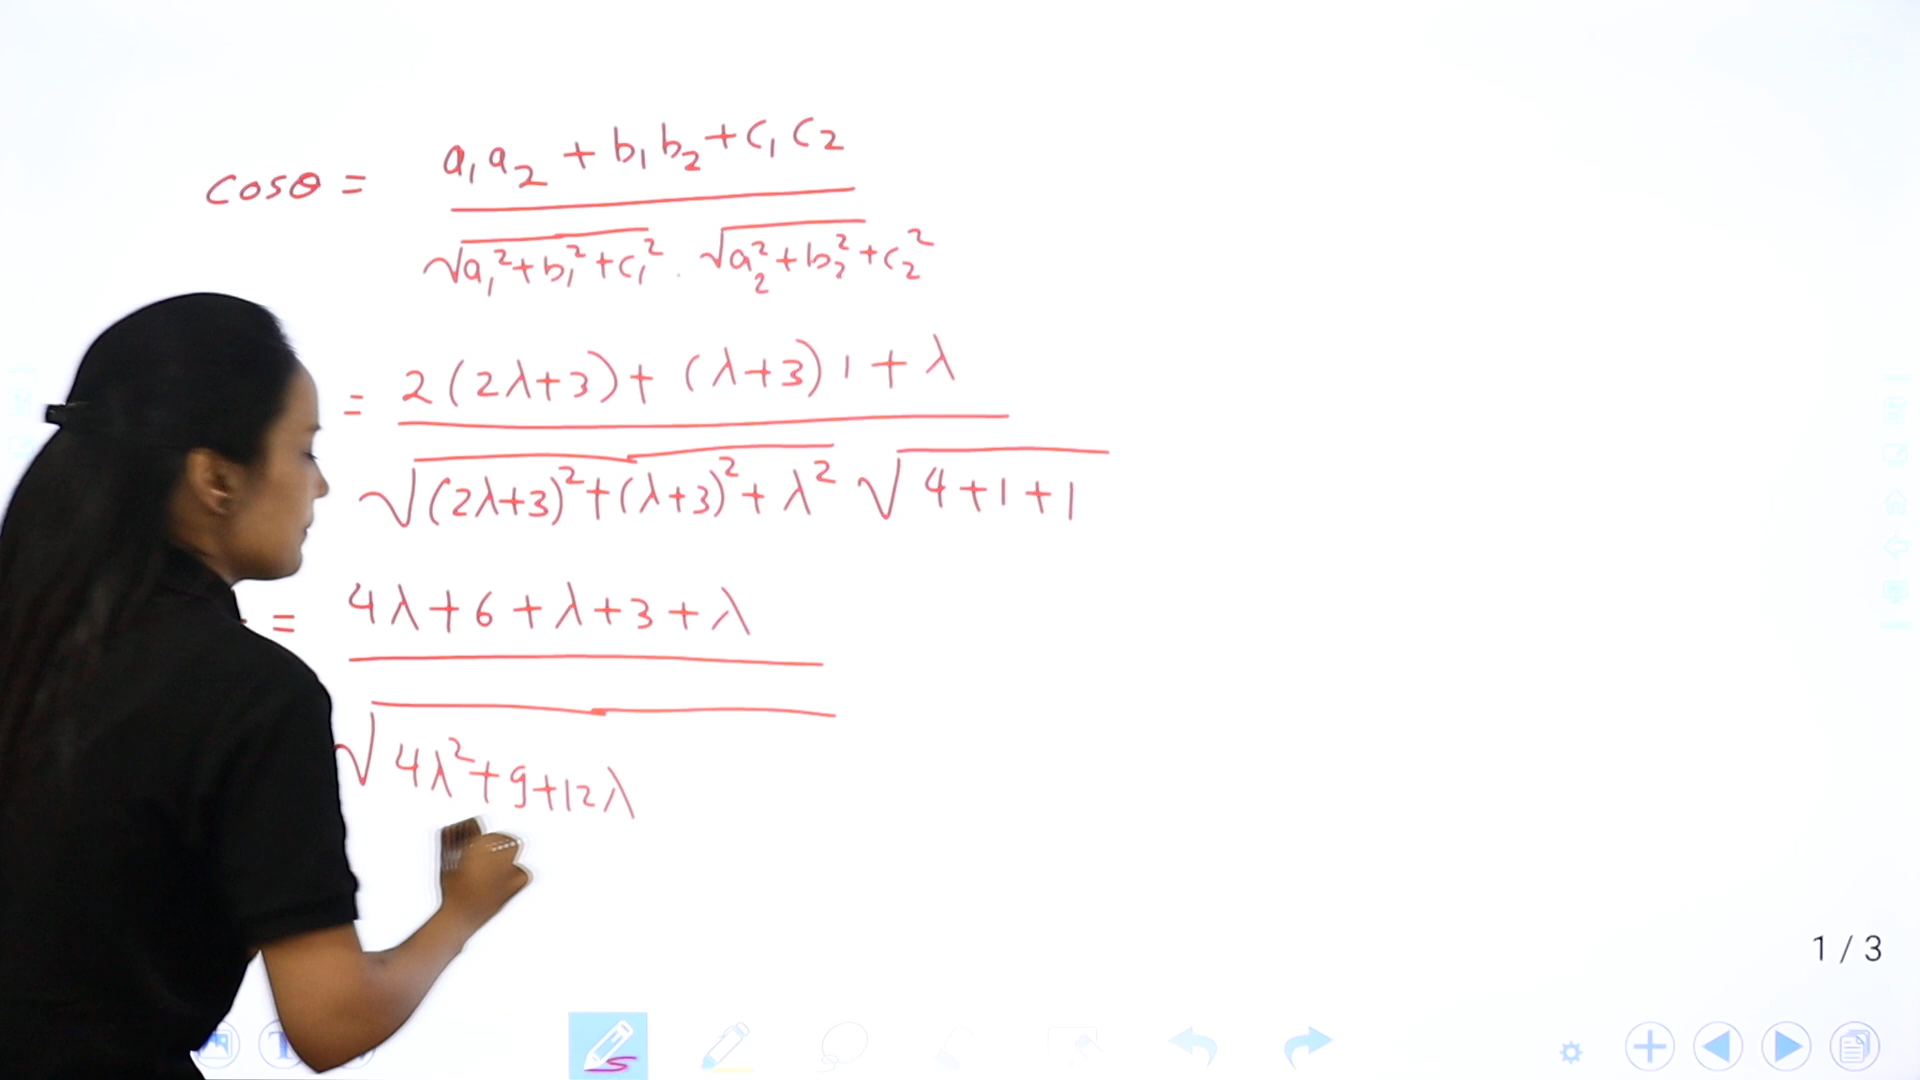 cosθ = a₁a₂ + b₁b₂ + c₁c₂
√a₁² + b₁² + c₁² . √a₂² + b₂² + c₂²
= 2(2λ+3) + (λ+3)1 + λ
√(2λ+3)² + (λ+3)² + λ² √4+1+1
= 4λ + 6 + λ + 3 + λ
√4λ² + 9 + 12λ
1 / 3